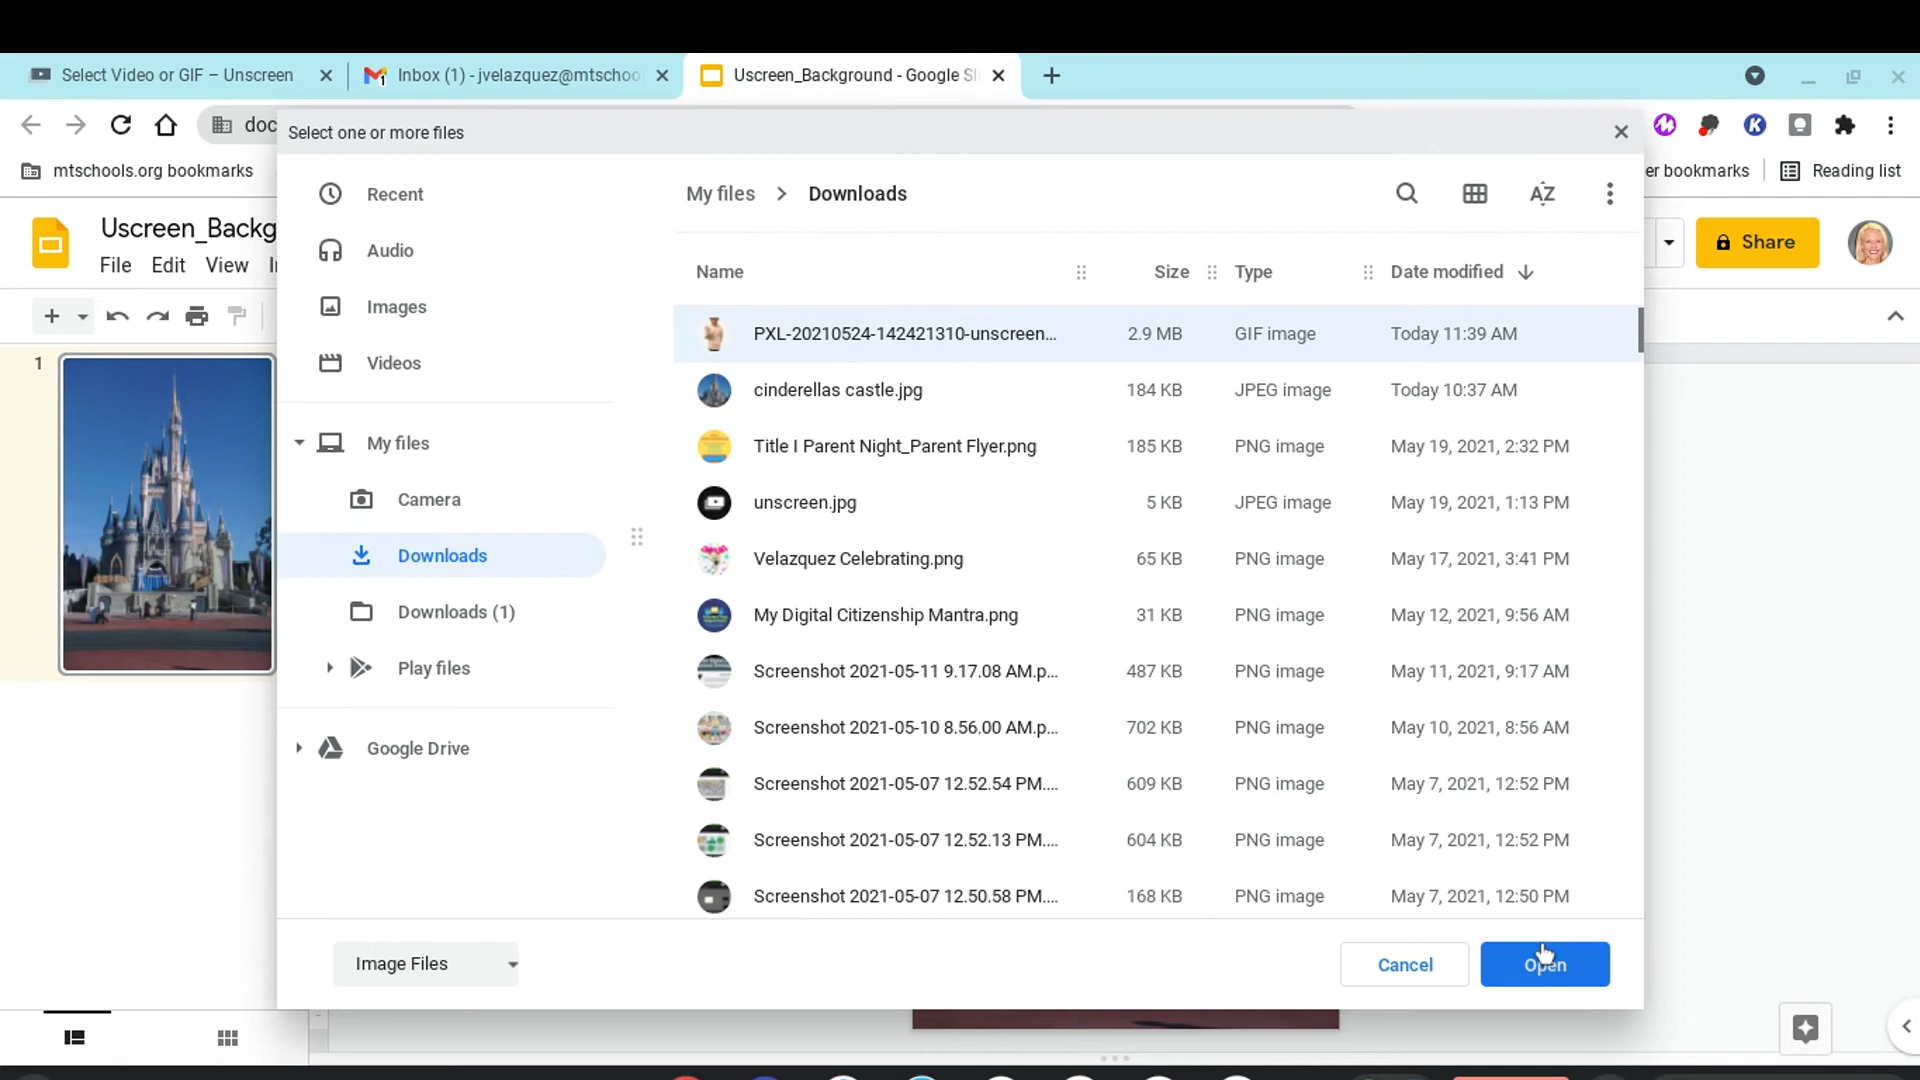 Select Video or GIF – Unscreen
Inbox (1) - jvelazquez@mtschoo
Uscreen_Background - Google Sli
doc
mtschools.org bookmarks
er bookmarks
Reading list
Uscreen_Backg
File Edit View
Share
1
Select one or more files
Recent
Audio
Images
Videos
My files
Camera
Downloads
Downloads (1)
Play files
Google Drive
My files > Downloads
Name Size Type Date modified
PXL-20210524-142421310-unscreen... 2.9 MB GIF image Today 11:39 AM
cinderellas castle.jpg 184 KB JPEG image Today 10:37 AM
Title I Parent Night_Parent Flyer.png 185 KB PNG image May 19, 2021, 2:32 PM
unscreen.jpg 5 KB JPEG image May 19, 2021, 1:13 PM
Velazquez Celebrating.png 65 KB PNG image May 17, 2021, 3:41 PM
My Digital Citizenship Mantra.png 31 KB PNG image May 12, 2021, 9:56 AM
Screenshot 2021-05-11 9.17.08 AM.p... 487 KB PNG image May 11, 2021, 9:17 AM
Screenshot 2021-05-10 8.56.00 AM.p... 702 KB PNG image May 10, 2021, 8:56 AM
Screenshot 2021-05-07 12.52.54 PM.... 609 KB PNG image May 7, 2021, 12:52 PM
Screenshot 2021-05-07 12.52.13 PM.... 604 KB PNG image May 7, 2021, 12:52 PM
Screenshot 2021-05-07 12.50.58 PM.... 168 KB PNG image May 7, 2021, 12:50 PM
Image Files
Cancel
Open